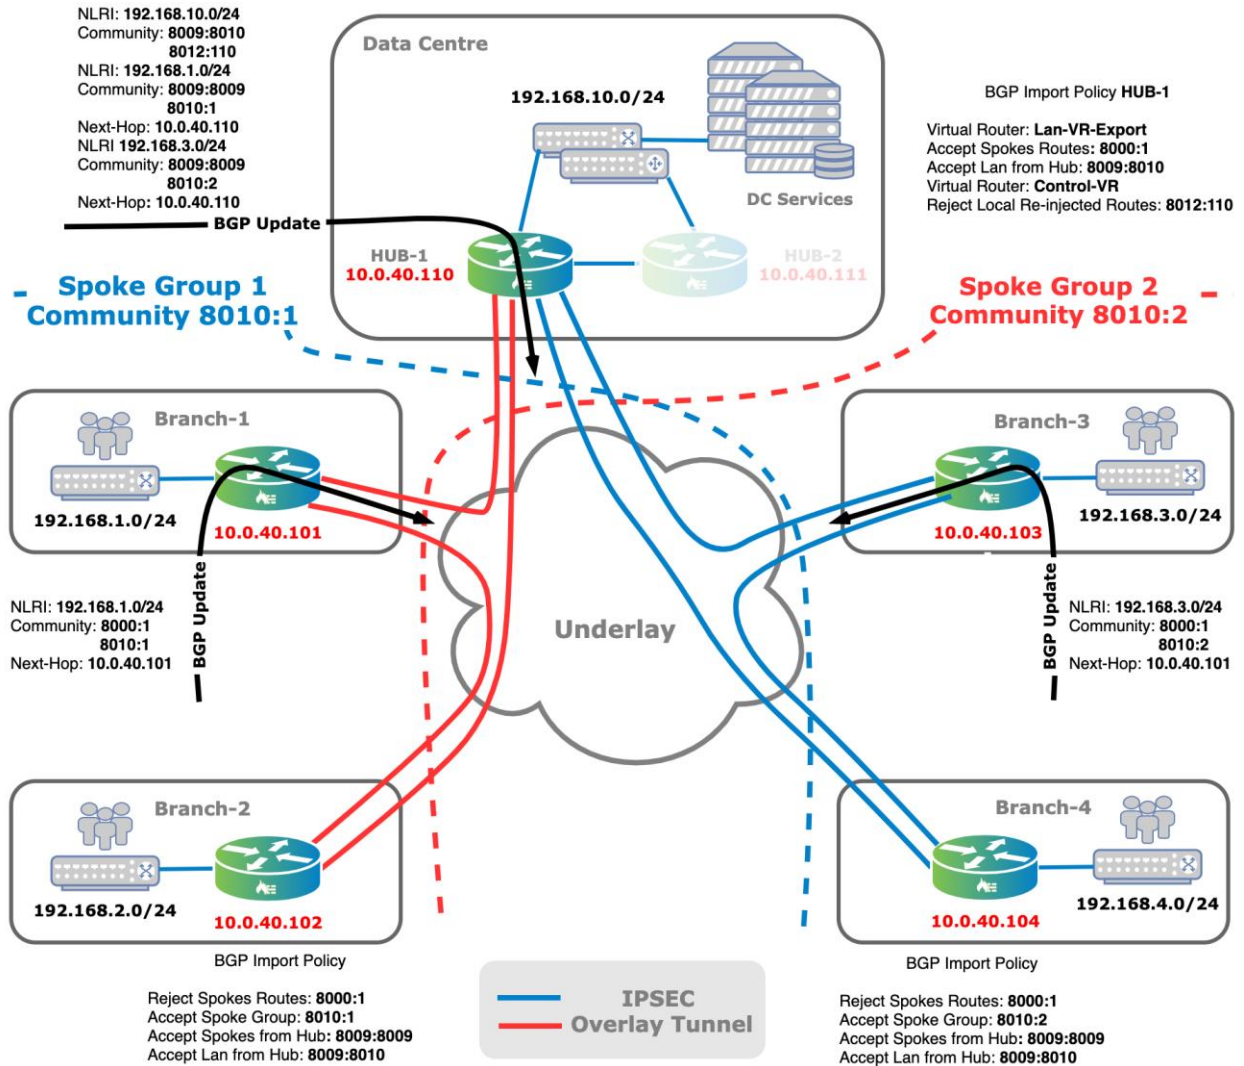 NLRI: 192.168.10.0/24
Community: 8009:8010
8012:110
NLRI: 192.168.1.0/24
Community: 8009:8009
8010:1
Next-Hop: 10.0.40.110
NLRI 192.168.3.0/24
Community: 8009:8009
8010:2
Next-Hop: 10.0.40.110
BGP Update
Data Centre
192.168.10.0/24
DC Services
HUB-1
10.0.40.110
HUB-2
10.0.40.111
BGP Import Policy HUB-1
Virtual Router: Lan-VR-Export
Accept Spokes Routes: 8000:1
Accept Lan from Hub: 8009:8010
Virtual Router: Control-VR
Reject Local Re-injected Routes: 8012:110
Spoke Group 1
Community 8010:1
Spoke Group 2
Community 8010:2
Branch-1
192.168.1.0/24
10.0.40.101
BGP Update
NLRI: 192.168.1.0/24
Community: 8000:1
8010:1
Next-Hop: 10.0.40.101
Underlay
Branch-3
10.0.40.103
192.168.3.0/24
BGP Update
NLRI: 192.168.3.0/24
Community: 8000:1
8010:2
Next-Hop: 10.0.40.101
Branch-2
192.168.2.0/24
10.0.40.102
BGP Import Policy
Reject Spokes Routes: 8000:1
Accept Spoke Group: 8010:1
Accept Spokes from Hub: 8009:8009
Accept Lan from Hub: 8009:8010
IPSEC
Overlay Tunnel
Branch-4
10.0.40.104
192.168.4.0/24
BGP Import Policy
Reject Spokes Routes: 8000:1
Accept Spoke Group: 8010:2
Accept Spokes from Hub: 8009:8009
Accept Lan from Hub: 8009:8010